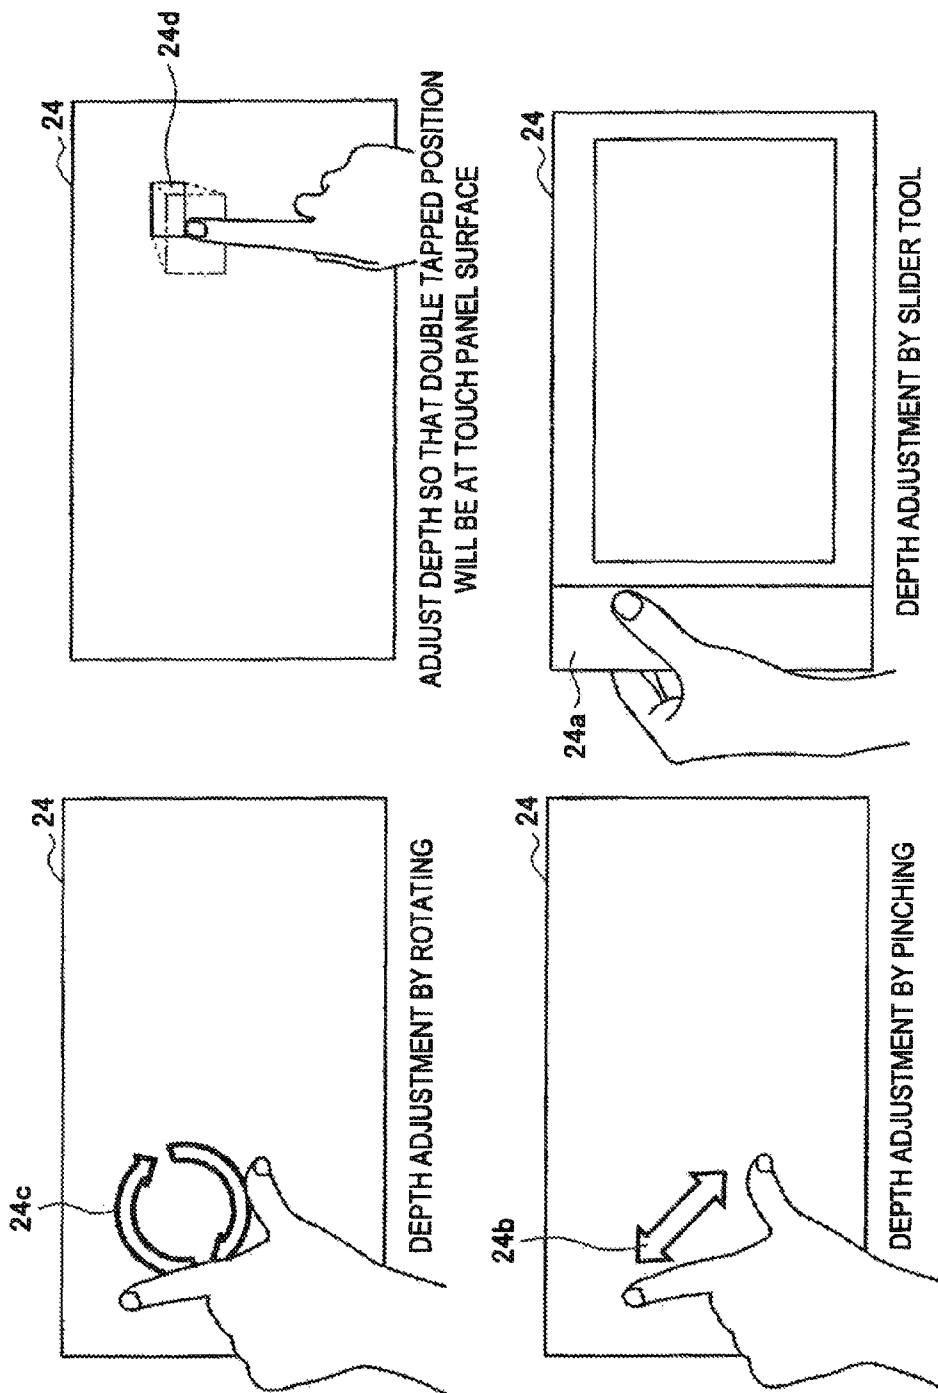 24c
24
DEPTH ADJUSTMENT BY ROTATING
24
24d
ADJUST DEPTH SO THAT DOUBLE TAPPED POSITION
WILL BE AT TOUCH PANEL SURFACE
24b
24
DEPTH ADJUSTMENT BY PINCHING
24
24a
DEPTH ADJUSTMENT BY SLIDER TOOL